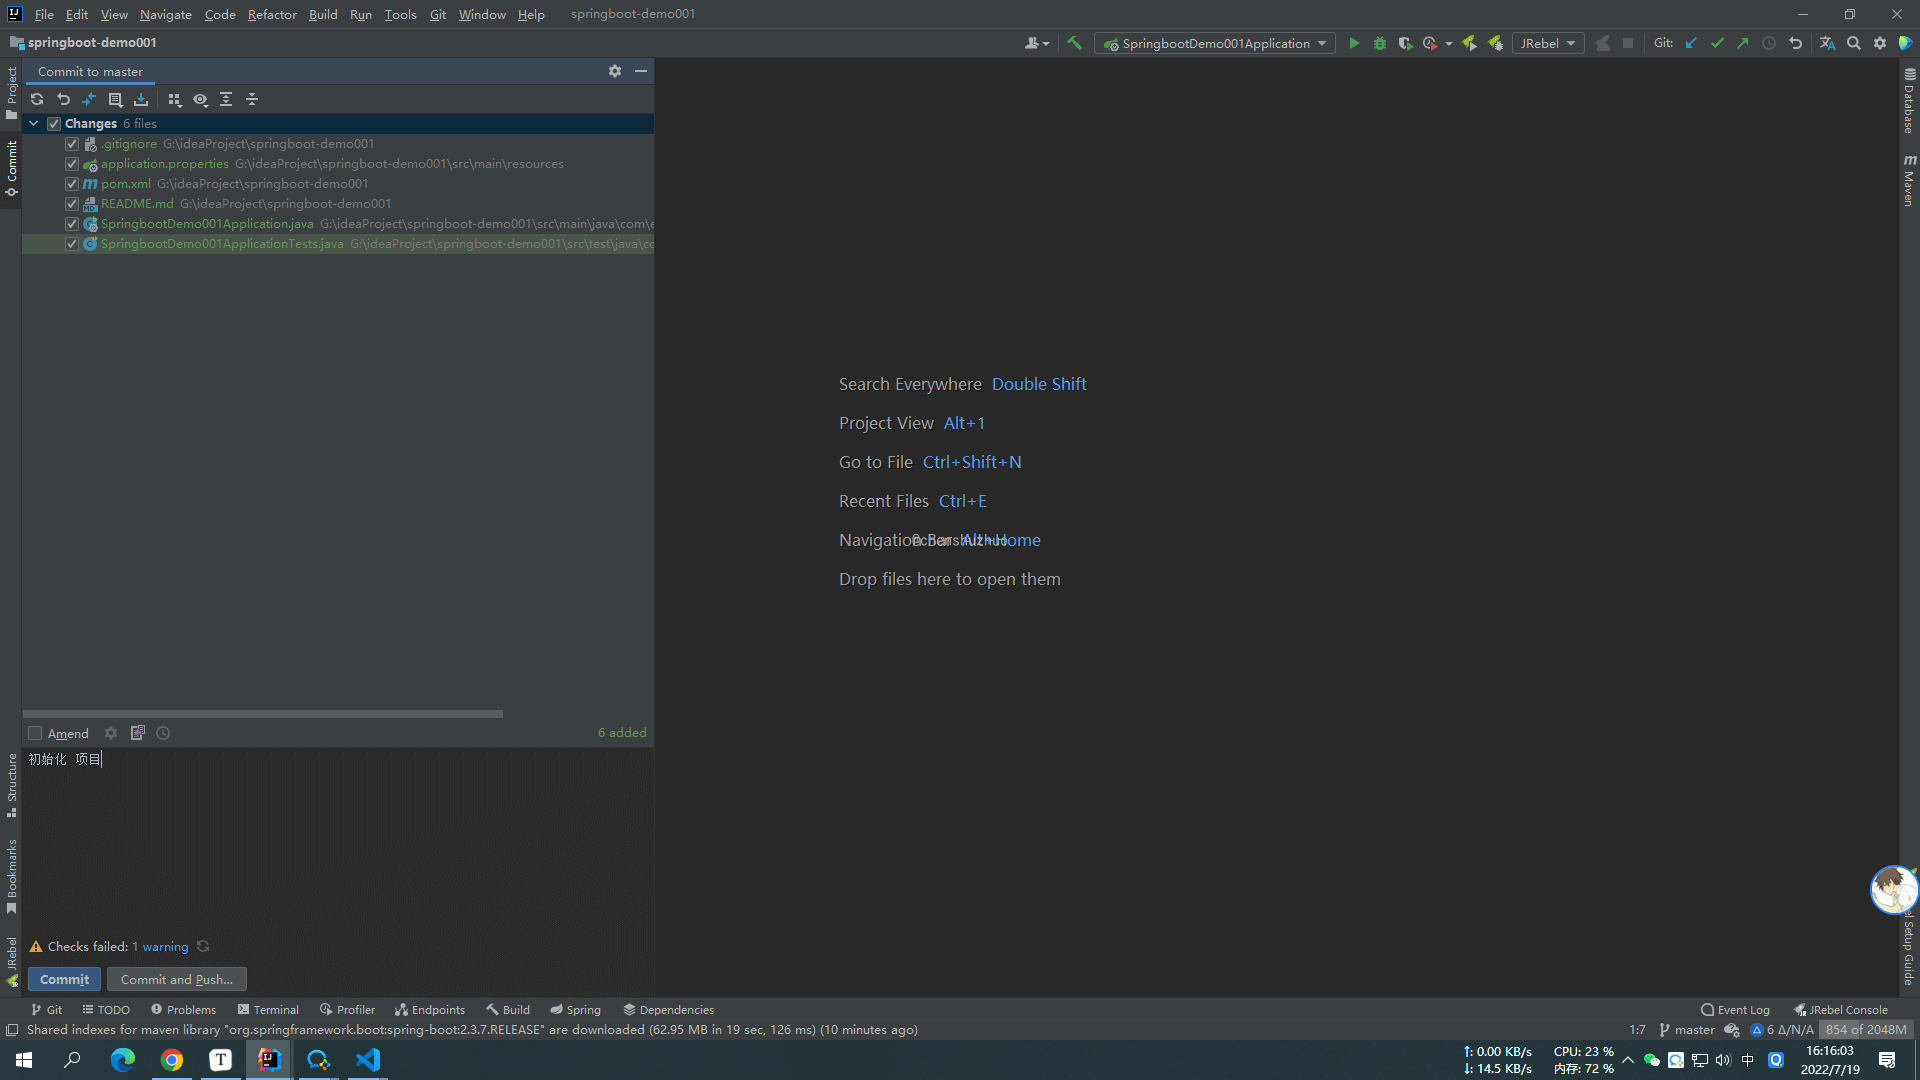 File Edit View Navigate Code Refactor Build Run Tools Git Window Help springboot-demo001
springboot-demo001
SpringbootDemo001Application
JRebel
Git:
Project
Commit
Structure
Bookmarks
JRebel
Commit to master
Changes 6 files
.gitignore G:\ideaProject\springboot-demo001
application.properties G:\ideaProject\springboot-demo001\src\main\resources
pom.xml G:\ideaProject\springboot-demo001
README.md G:\ideaProject\springboot-demo001
SpringbootDemo001Application.java G:\ideaProject\springboot-demo001\src\main\java\com\e
SpringbootDemo001ApplicationTests.java G:\ideaProject\springboot-demo001\src\test\java\co
Amend
6 added
初始化 项目
Checks failed: 1 warning
Commit
Commit and Push...
Search Everywhere Double Shift
Project View Alt+1
Go to File Ctrl+Shift+N
Recent Files Ctrl+E
Navigation Bar Alt+Home
Drop files here to open them
Database
Maven
Setup Guide
Git TODO Problems Terminal Profiler Endpoints Build Spring Dependencies
Event Log JRebel Console
Shared indexes for maven library "org.springframework.boot:spring-boot:2.3.7.RELEASE" are downloaded (62.95 MB in 19 sec, 126 ms) (10 minutes ago)
1:7 master 6 Δ/N/A 854 of 2048M
↑: 0.00 KB/s CPU: 23 %
↓: 14.5 KB/s 内存: 72 %
中
16:16:03
2022/7/19